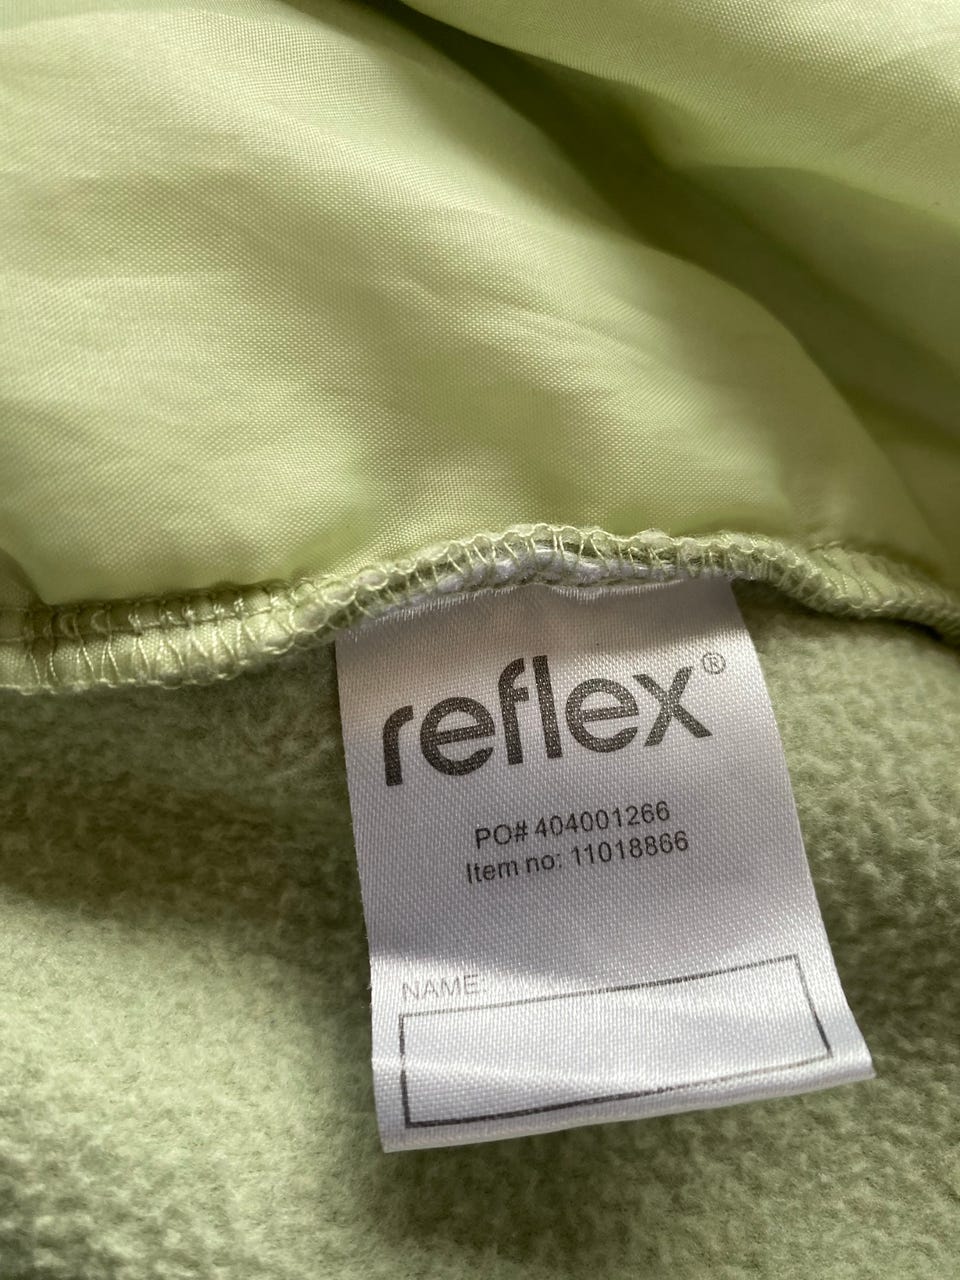 reflex®
PO# 404001266
Item no: 11018866
NAME: